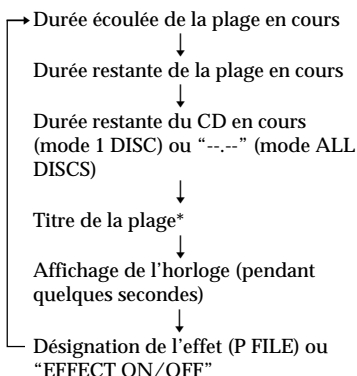 Durée écoulée de la plage en cours
Durée restante de la plage en cours
Durée restante du CD en cours
(mode 1 DISC) ou “--.--” (mode ALL
DISCS)
Titre de la plage*
Affichage de l’horloge (pendant
quelques secondes)
Désignation de l’effet (P FILE) ou
“EFFECT ON/OFF”